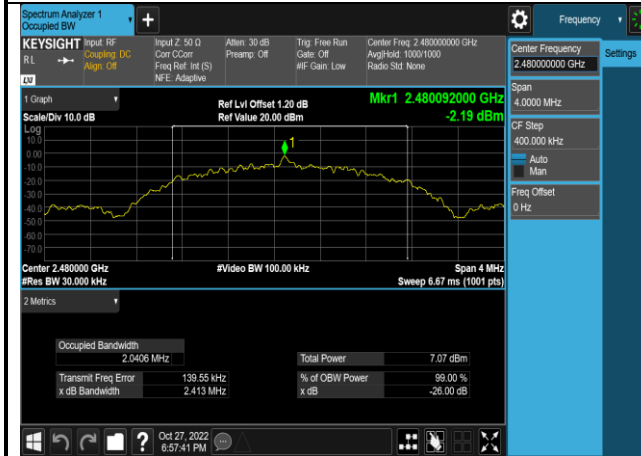 Spectrum Analyzer 1
Occupied BW
Frequency
KEYSIGHT
RL
LXI
Input: RF
Coupling: DC
Align: Off
Input Z: 50 Ω
Corr CCorr
Freq Ref: Int (S)
NFE: Adaptive
Atten: 30 dB
Preamp: Off
Trig: Free Run
Gate: Off
#IF Gain: Low
Center Freq: 2.480000000 GHz
Avg|Hold: 1000/1000
Radio Std: None
Center Frequency
2.480000000 GHz
Settings
Span
4.0000 MHz
CF Step
400.000 kHz
Auto
Man
Freq Offset
0 Hz
1 Graph
Scale/Div 10.0 dB
Ref Lvl Offset 1.20 dB
Ref Value 20.00 dBm
Mkr1 2.480092000 GHz
-2.19 dBm
Log
10.0
0.00
-10.0
-20.0
-30.0
-40.0
-50.0
-60.0
-70.0
1
Center 2.480000 GHz
#Video BW 100.00 kHz
Span 4 MHz
#Res BW 30.000 kHz
Sweep 6.67 ms (1001 pts)
2 Metrics
Occupied Bandwidth
2.0406 MHz
Total Power 7.07 dBm
Transmit Freq Error 139.55 kHz
% of OBW Power 99.00 %
x dB Bandwidth 2.413 MHz
x dB -26.00 dB
?
Oct 27, 2022
6:57:41 PM